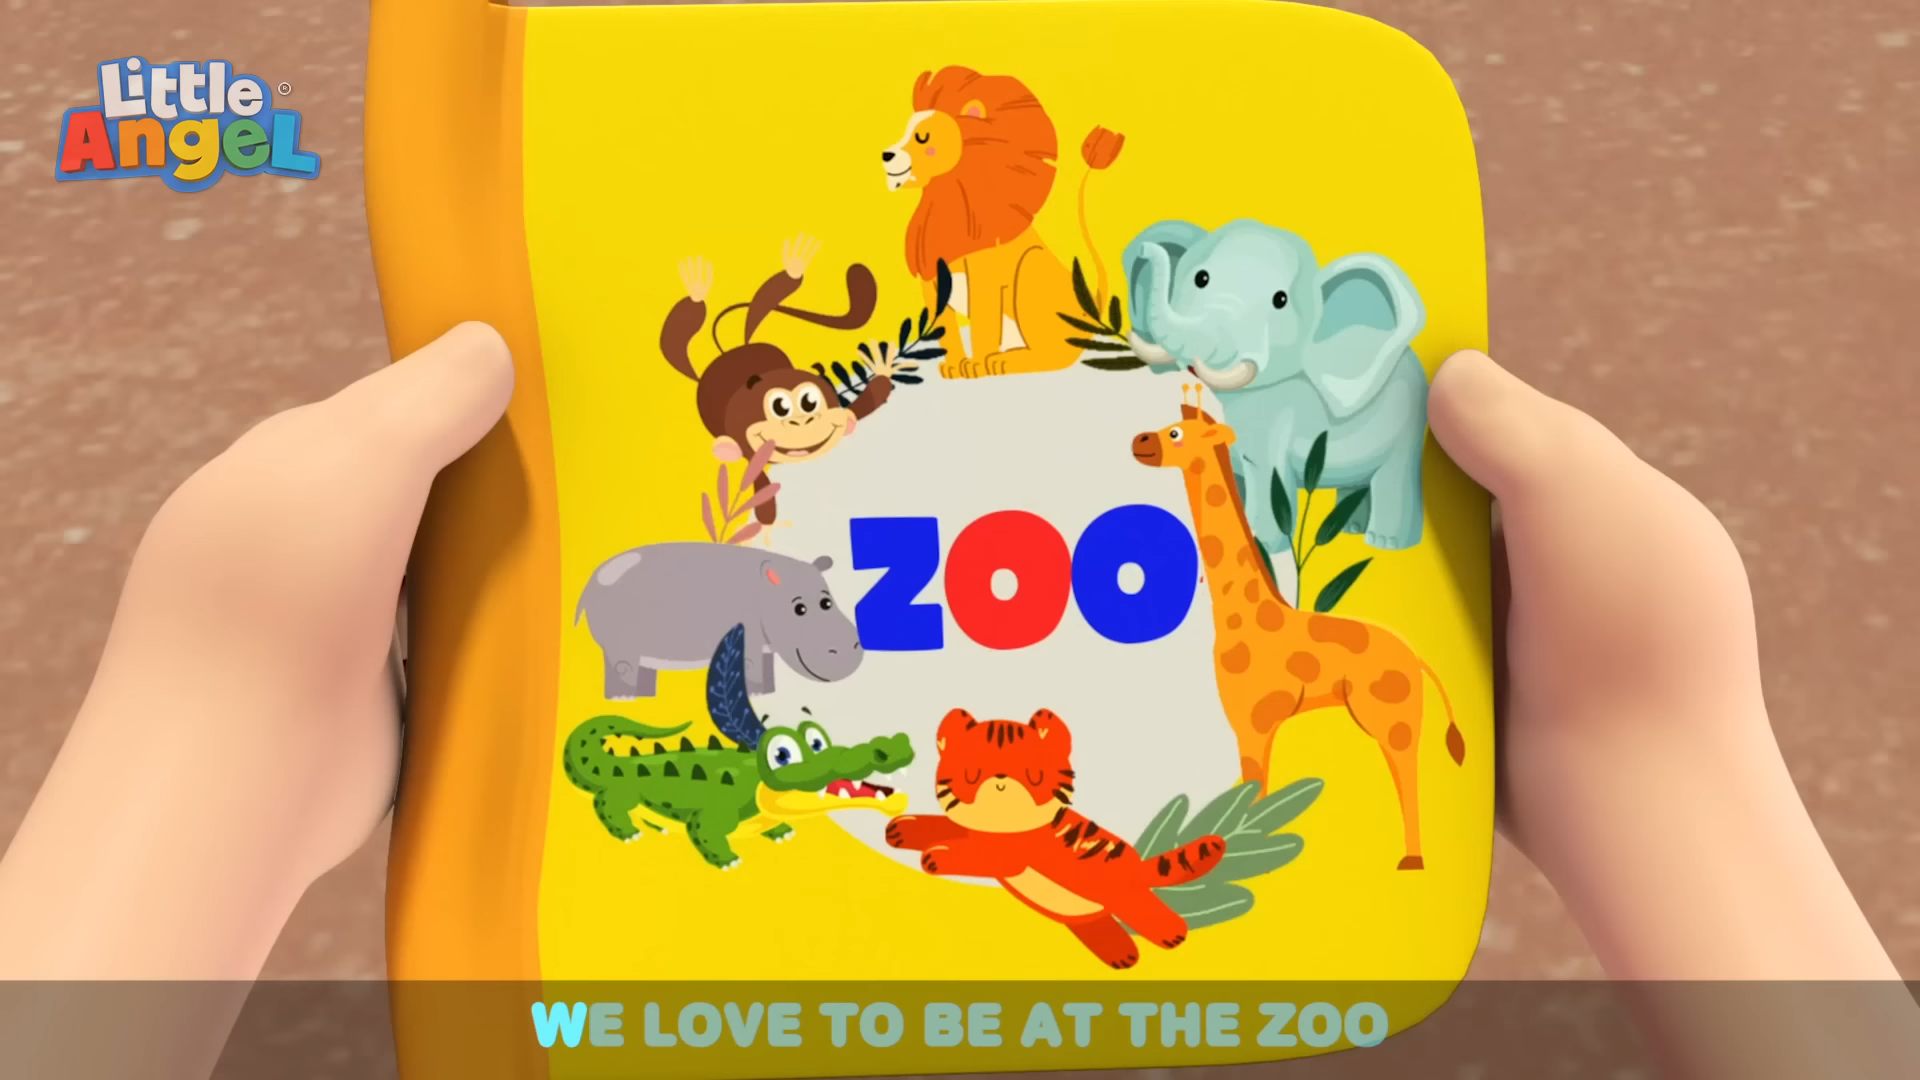 Little
Angel
®
ZOO
WE LOVE TO BE AT THE ZOO